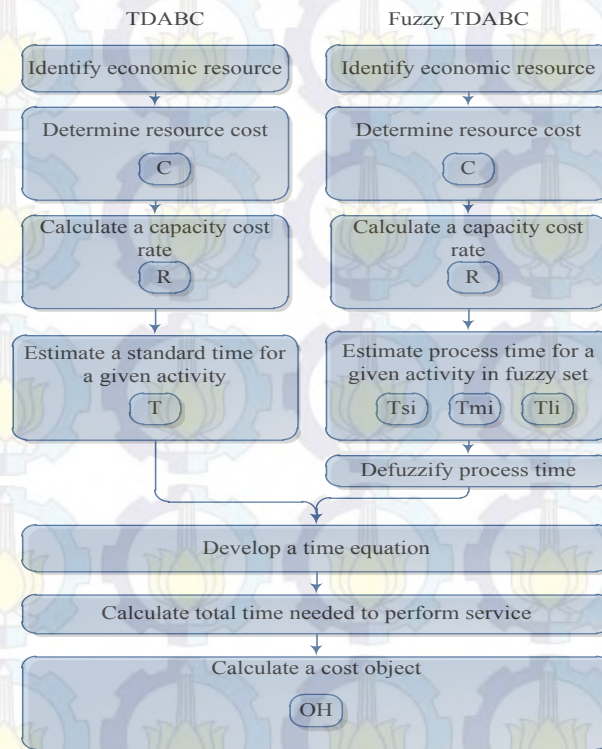 TDABC
Fuzzy TDABC
Identify economic resource
Identify economic resource
Determine resource cost
C
Determine resource cost
C
Calculate a capacity cost
rate
R
Calculate a capacity cost
rate
R
Estimate a standard time for
a given activity
T
Estimate process time for a
given activity in fuzzy set
Tsi Tmi Tli
Defuzzify process time
Develop a time equation
Calculate total time needed to perform service
Calculate a cost object
OH